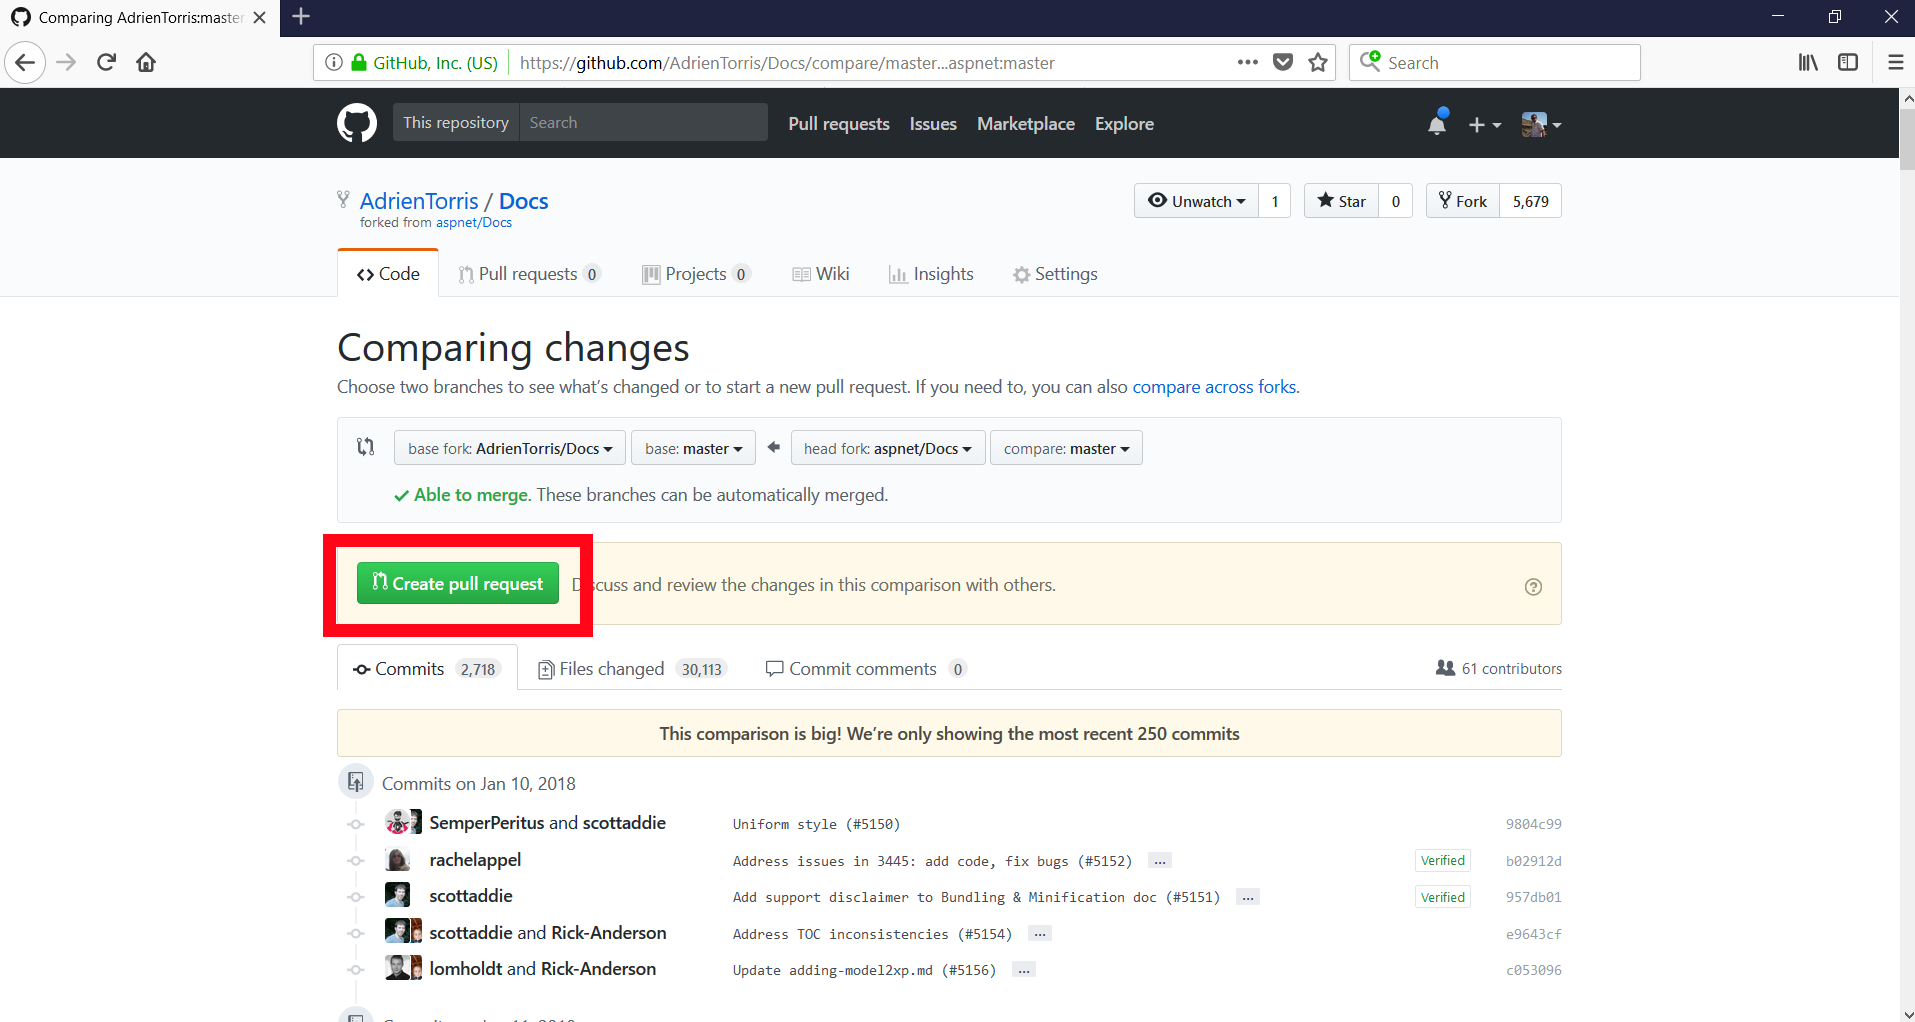 Comparing AdrienTorris:master
GitHub, Inc. (US) https://github.com/AdrienTorris/Docs/compare/master...aspnet:master Search
This repository Search Pull requests Issues Marketplace Explore
AdrienTorris / Docs Unwatch 1 Star 0 Fork 5,679
forked from aspnet/Docs
Code Pull requests 0 Projects 0 Wiki Insights Settings
Comparing changes
Choose two branches to see what's changed or to start a new pull request. If you need to, you can also compare across forks.
base fork: AdrienTorris/Docs base: master head fork: aspnet/Docs compare: master
Able to merge. These branches can be automatically merged.
Create pull request Discuss and review the changes in this comparison with others.
Commits 2,718 Files changed 30,113 Commit comments 0 61 contributors
This comparison is big! We're only showing the most recent 250 commits
Commits on Jan 10, 2018
SemperPeritus and scottaddie Uniform style (#5150) 9804c99
rachelappel Address issues in 3445: add code, fix bugs (#5152) ... Verified b02912d
scottaddie Add support disclaimer to Bundling & Minification doc (#5151) ... Verified 957db01
scottaddie and Rick-Anderson Address TOC inconsistencies (#5154) ... e9643cf
lomholdt and Rick-Anderson Update adding-model2xp.md (#5156) ... c053096